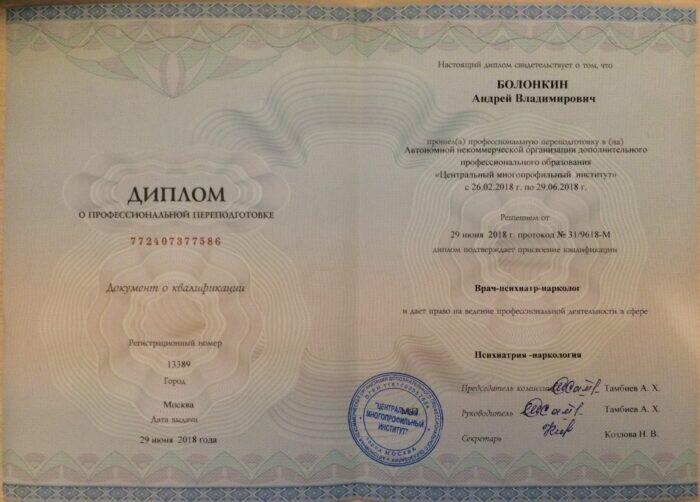 ДИПЛОМ
О ПРОФЕССИОНАЛЬНОЙ ПЕРЕПОДГОТОВКЕ
772407377586
Документ о квалификации
Регистрационный номер
13389
Город
Москва
Дата выдачи
29 июня 2018 года
Настоящий диплом свидетельствует о том, что
БОЛОНКИН
Андрей Владимирович
прошел(а) профессиональную переподготовку в (на)
Автономной некоммерческой организации дополнительного
профессионального образования
«Центральный многопрофильный институт»
с 26.02.2018 г. по 29.06.2018 г.
Решением от
29 июня 2018 г. протокол № 31/9618-М
диплом подтверждает присвоение квалификации
Врач-психиатр-нарколог
и дает право на ведение профессиональной деятельности в сфере
Психиатрия -наркология
Председатель комиссии Тамбиев А. Х.
Руководитель Тамбиев А. Х.
Секретарь Козлова Н. В.
"ЦЕНТРАЛЬНЫЙ
МНОГОПРОФИЛЬНЫЙ
ИНСТИТУТ"
МОСКВА